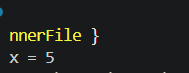 nnerFile }
x = 5